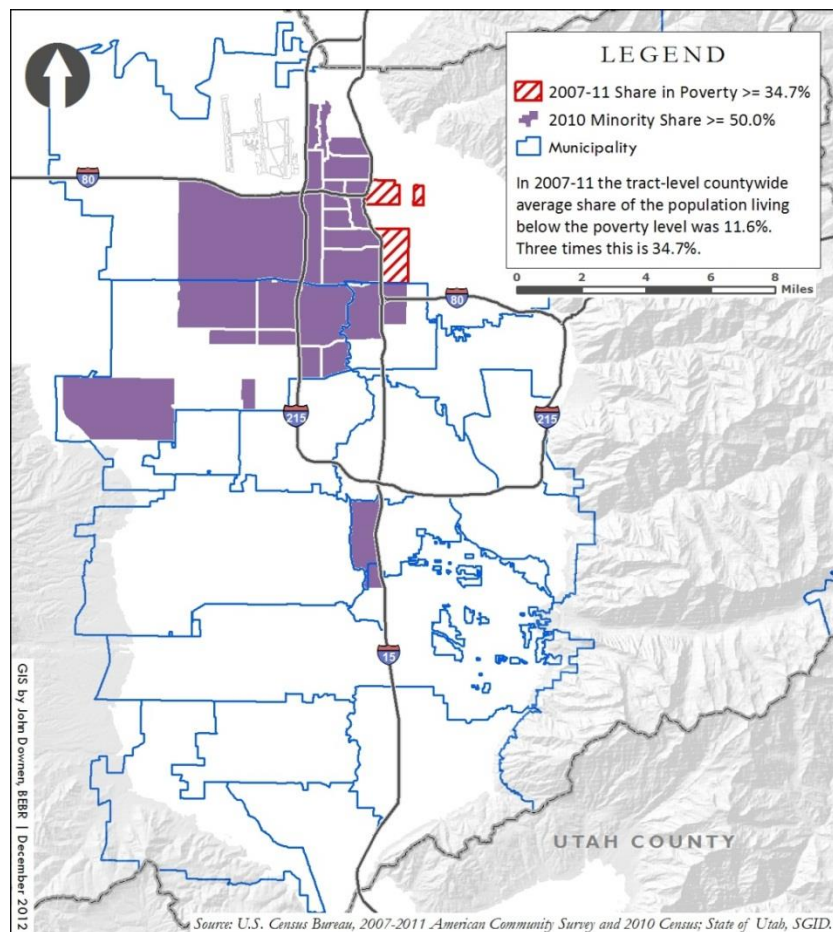 LEGEND
2007-11 Share in Poverty >= 34.7%
2010 Minority Share >= 50.0%
Municipality
In 2007-11 the tract-level countywide
average share of the population living
below the poverty level was 11.6%.
Three times this is 34.7%.
0 2 4 6 8
Miles
80
80
215
215
15
UTAH COUNTY
GIS by John Downen, BEBR | December 2012
Source: U.S. Census Bureau, 2007-2011 American Community Survey and 2010 Census; State of Utah, SGID.